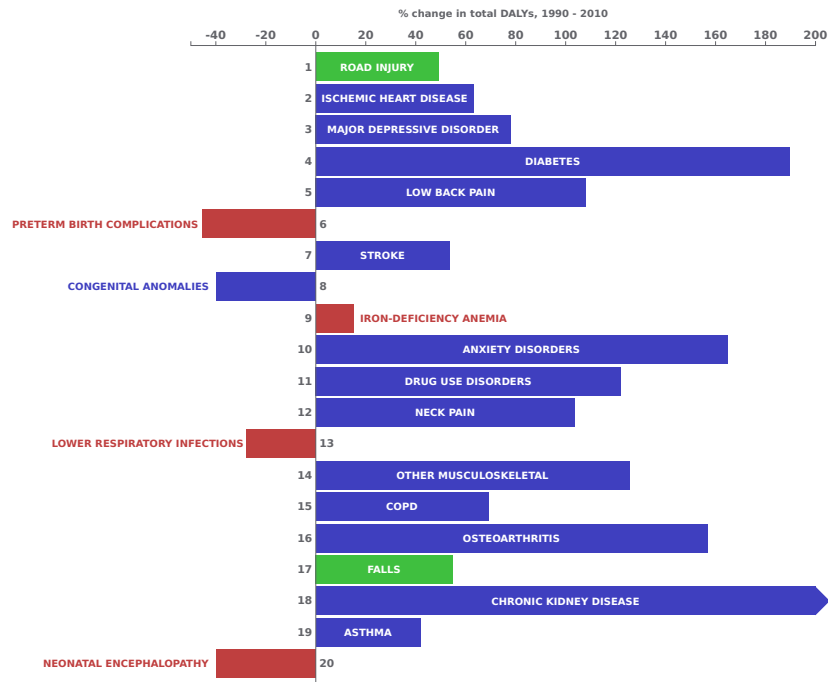 % change in total DALYs, 1990 - 2010
-40 -20 0 20 40 60 80 100 120 140 160 180 200
1 ROAD INJURY
2 ISCHEMIC HEART DISEASE
3 MAJOR DEPRESSIVE DISORDER
4 DIABETES
5 LOW BACK PAIN
PRETERM BIRTH COMPLICATIONS 6
7 STROKE
CONGENITAL ANOMALIES 8
9 IRON-DEFICIENCY ANEMIA
10 ANXIETY DISORDERS
11 DRUG USE DISORDERS
12 NECK PAIN
LOWER RESPIRATORY INFECTIONS 13
14 OTHER MUSCULOSKELETAL
15 COPD
16 OSTEOARTHRITIS
17 FALLS
18 CHRONIC KIDNEY DISEASE
19 ASTHMA
NEONATAL ENCEPHALOPATHY 20